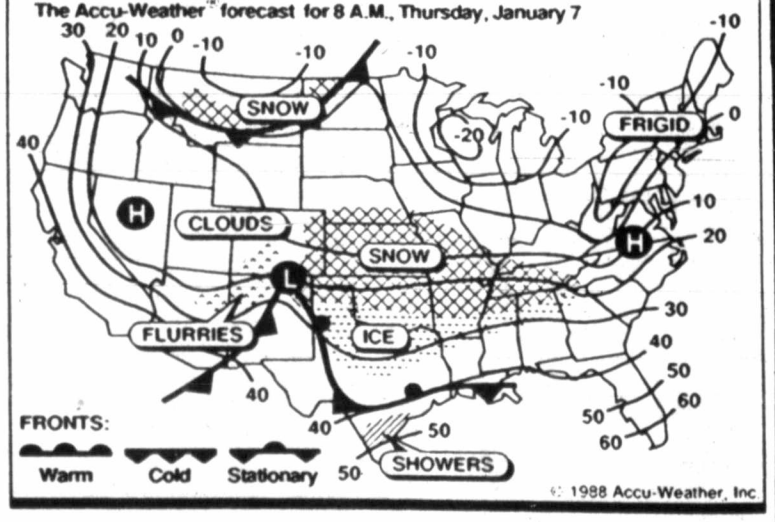 The Accu-Weather™ forecast for 8 A.M., Thursday, January 7
30 20 10 0 -10 -10 -10 -10
-10
SNOW
-20
-10
FRIGID
0
40
H
CLOUDS
SNOW
10
H
20
L
FLURRIES
ICE
30
40
40
50
60
50
60
FRONTS:
Warm Cold Stationary
40
50
50
SHOWERS
© 1988 Accu-Weather, Inc.